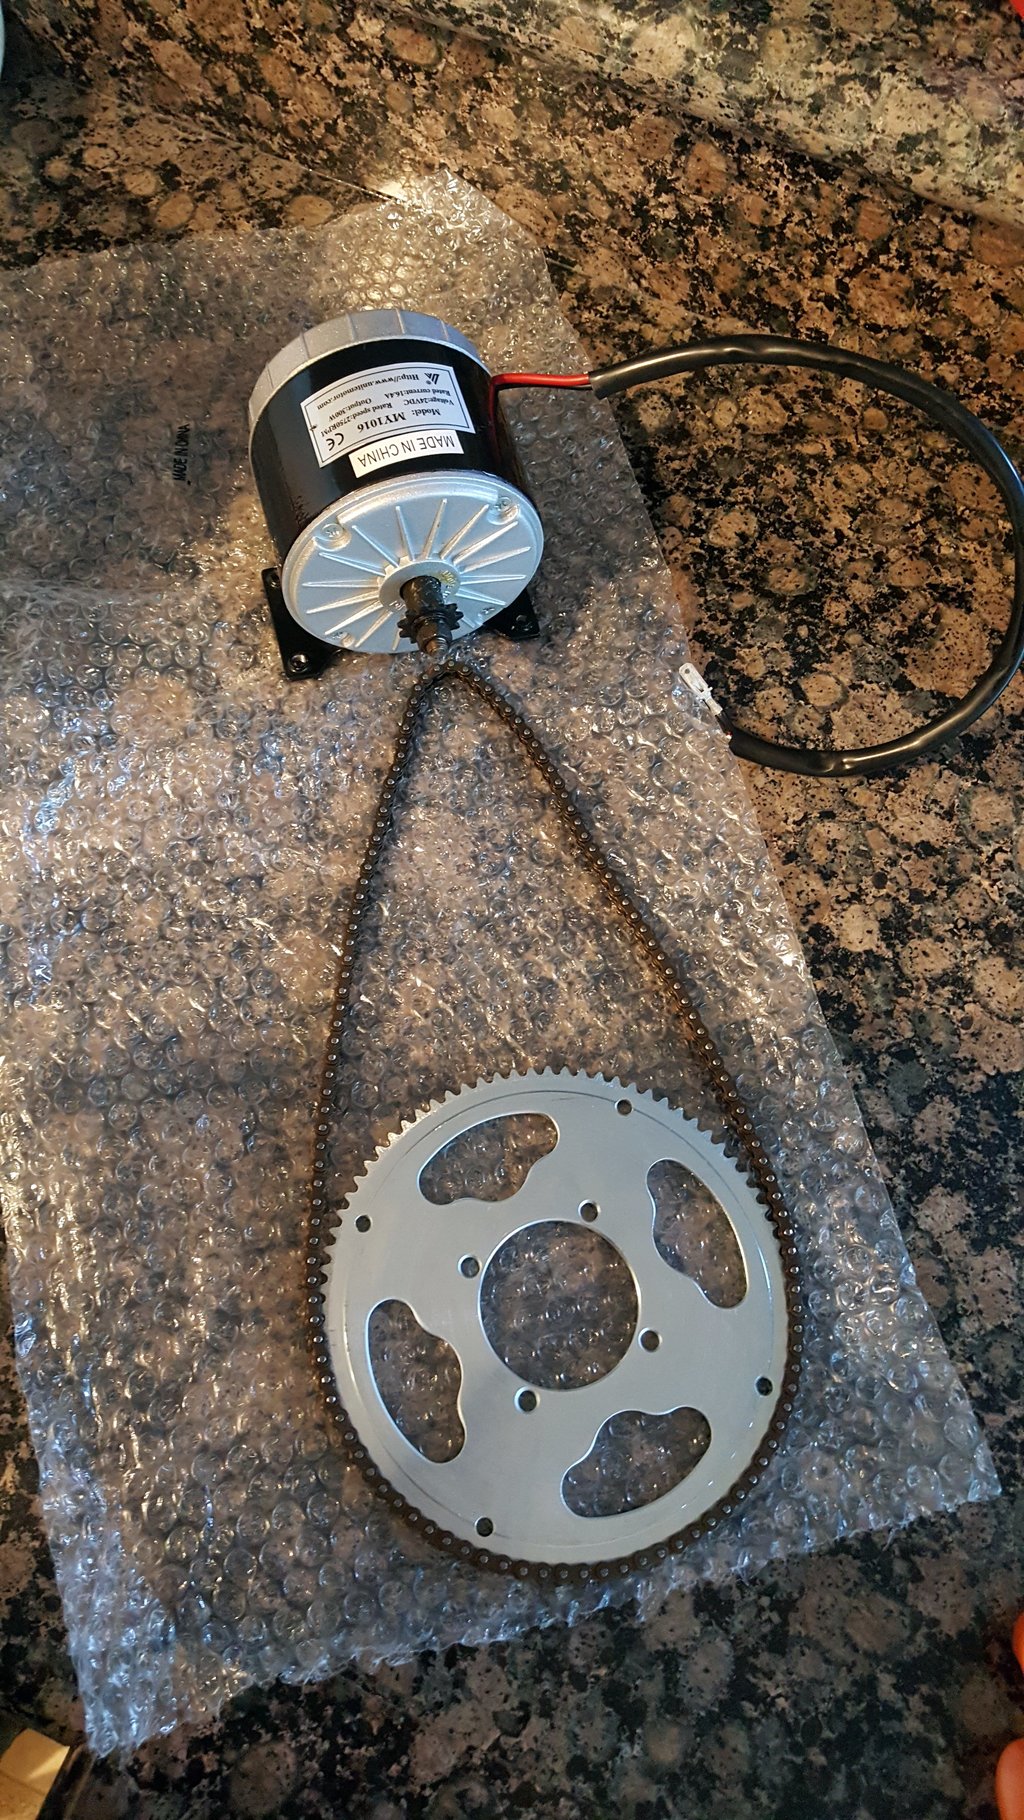 Model: MY1016
Voltage:24VDC Rated speed:2750RPM
Rated current:16.4A Output:300W
Http://www.unitemotor.com
CE
MADE IN CHINA
MADE IN CHINA